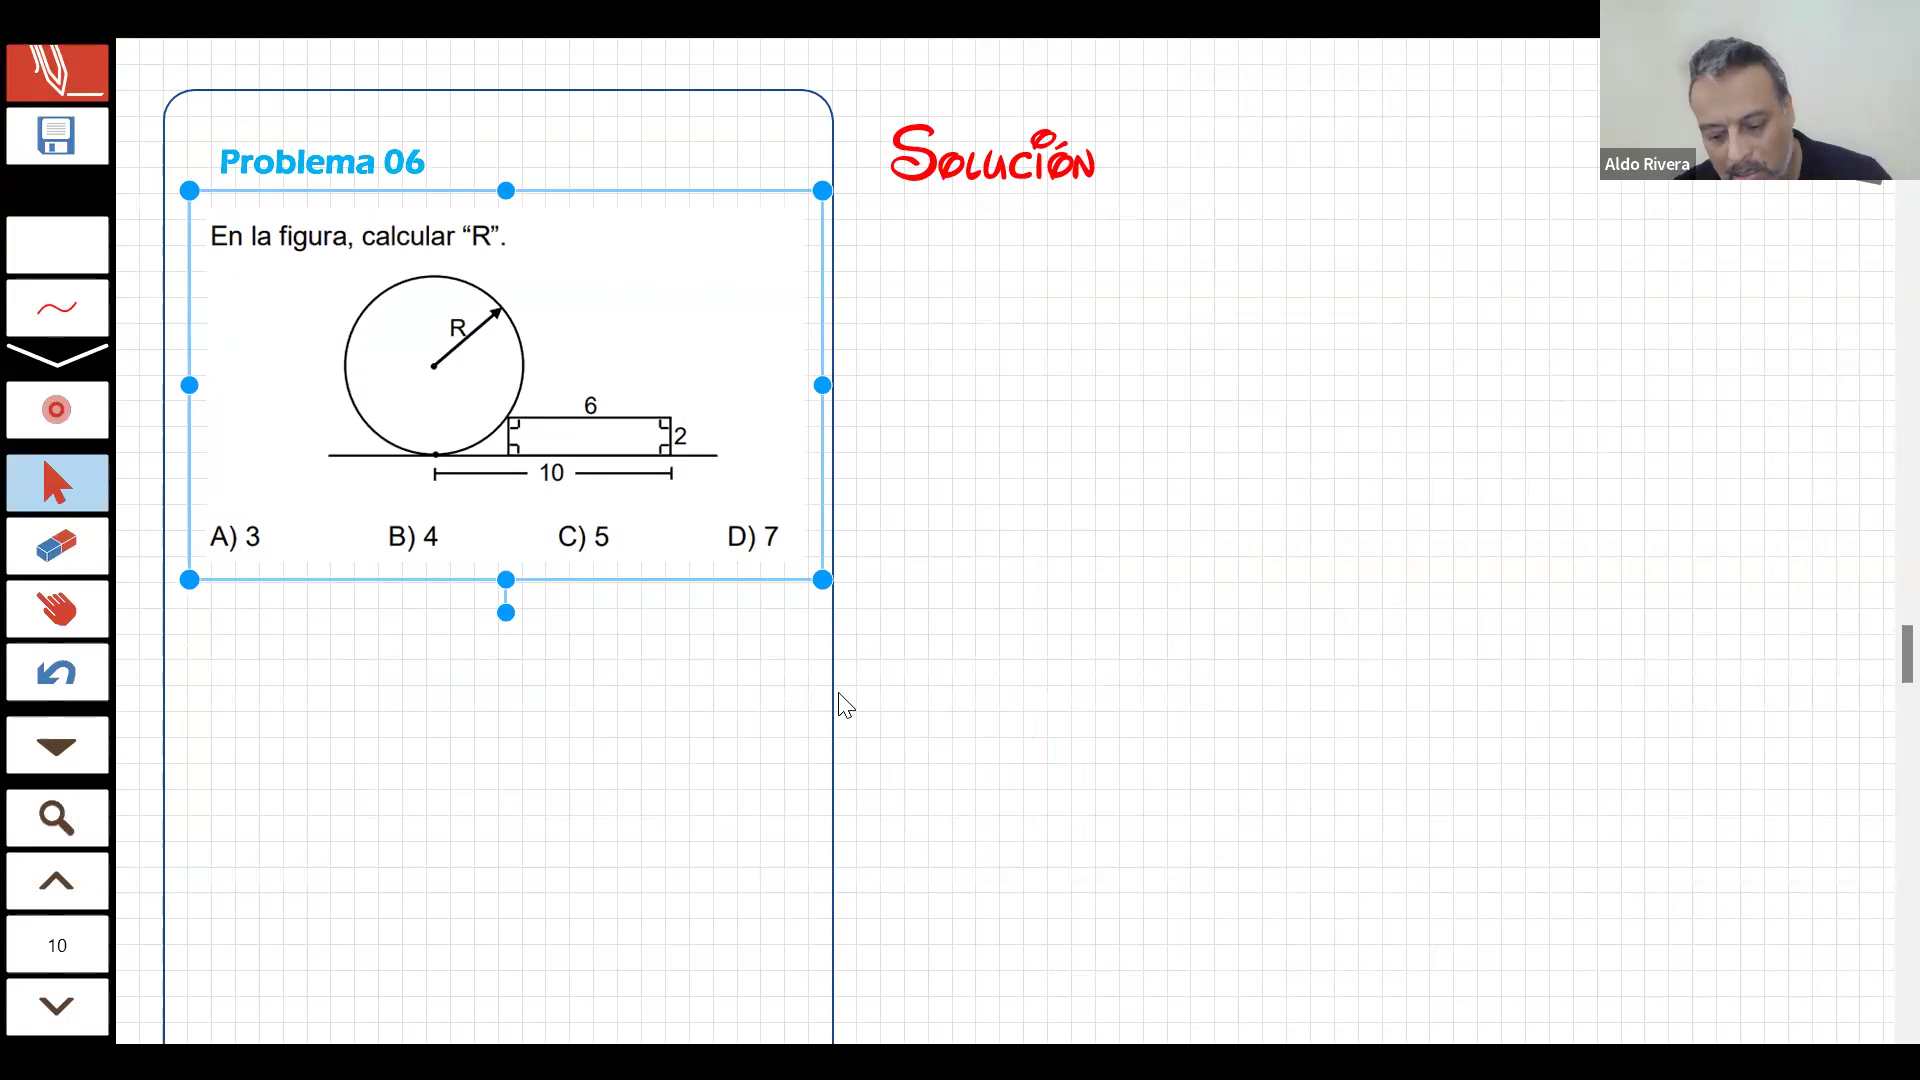 Problema 06
Solución
Aldo Rivera
En la figura, calcular “R”.
R
6
2
10
A) 3 B) 4 C) 5 D) 7
10